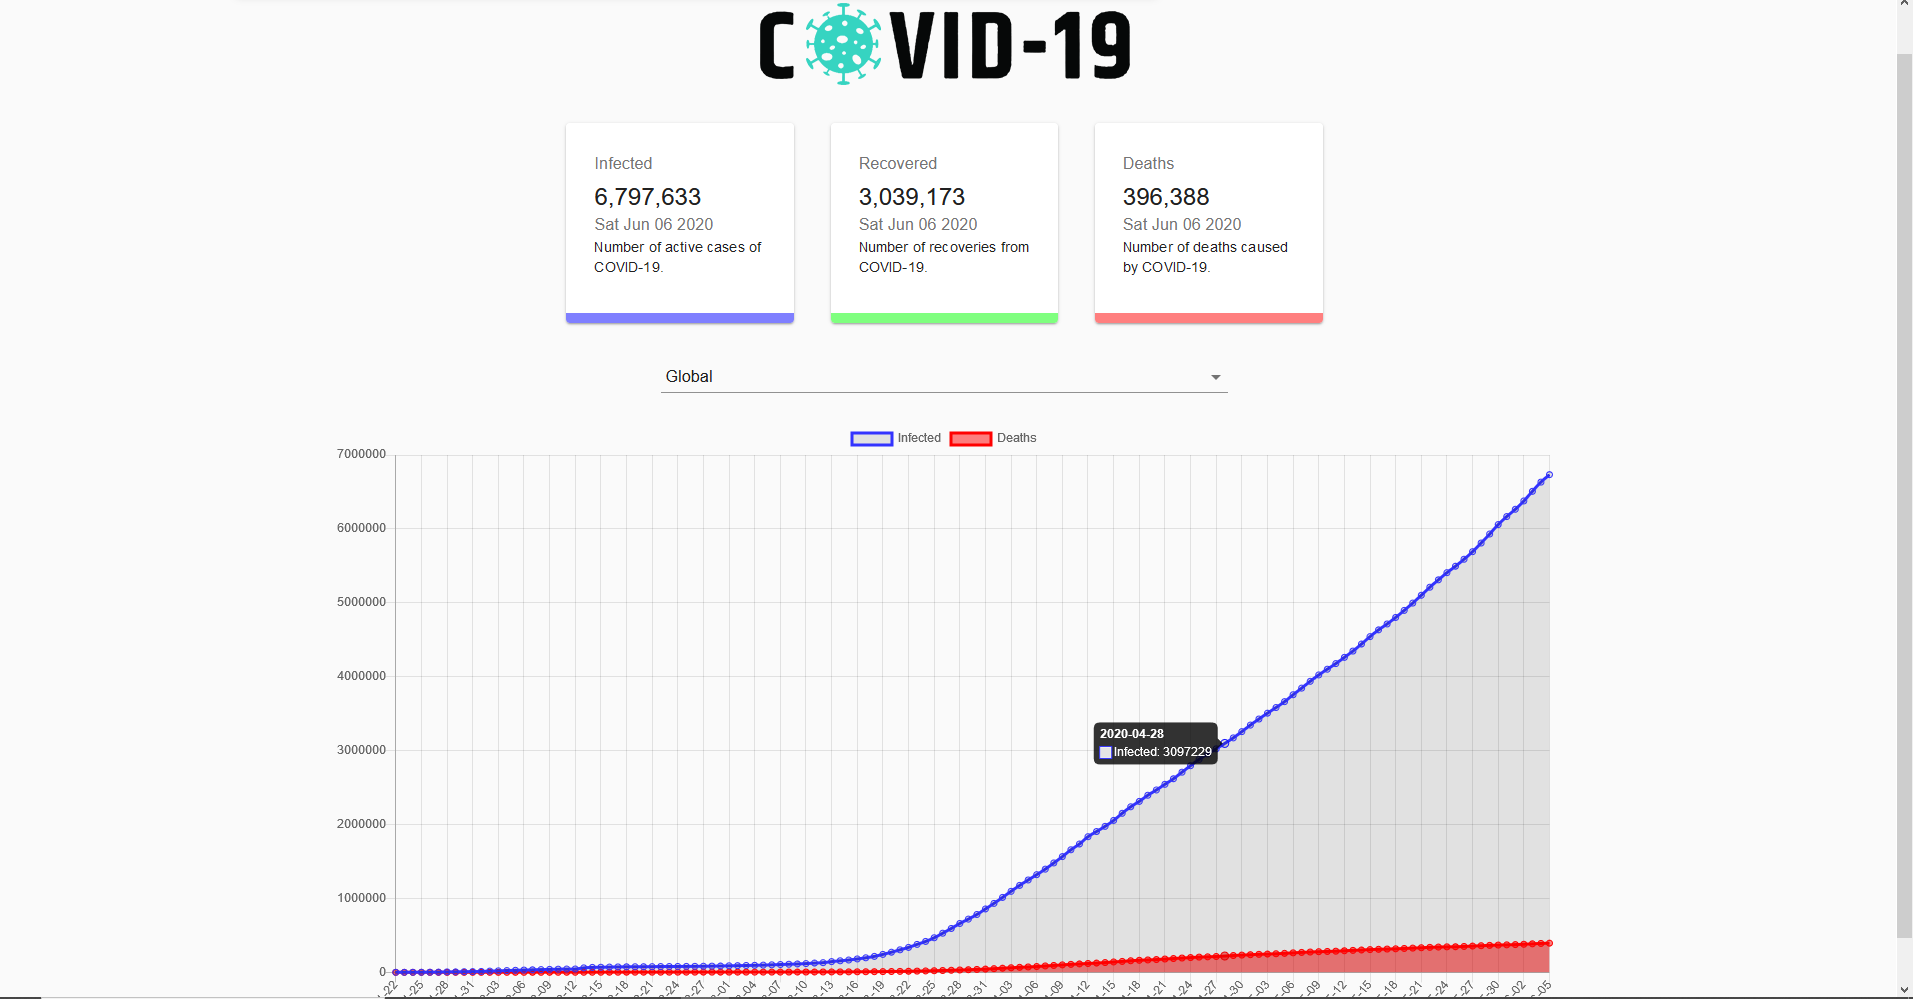 COVID-19
Infected
6,797,633
Sat Jun 06 2020
Number of active cases of
COVID-19.
Recovered
3,039,173
Sat Jun 06 2020
Number of recoveries from
COVID-19.
Deaths
396,388
Sat Jun 06 2020
Number of deaths caused
by COVID-19.
Global
Infected Deaths
7000000
6000000
5000000
4000000
3000000
2000000
1000000
0
2020-04-28
Infected: 3097229
-22 -25 -28 -31 -03 -06 -09 -12 -15 -18 -21 -24 -27 -01 -04 -07 -10 -13 -16 -19 -22 -25 -28 -31 -03 -06 -09 -12 -15 -18 -21 -24 -27 -30 -03 -06 -09 -12 -15 -18 -21 -24 -27 -30 -02 -05